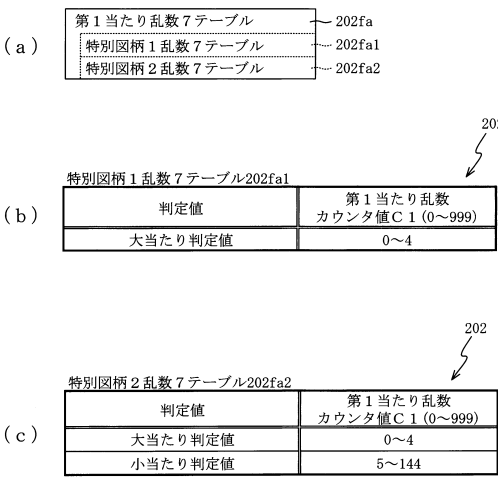 (a)
第1当たり乱数7テーブル 202fa
特別図柄1乱数7テーブル 202fa1
特別図柄2乱数7テーブル 202fa2
202
特別図柄1乱数7テーブル202fa1
(b)
判定値 第1当たり乱数
カウンタ値C1(0～999)
大当たり判定値 0～4
202
特別図柄2乱数7テーブル202fa2
(c)
判定値 第1当たり乱数
カウンタ値C1(0～999)
大当たり判定値 0～4
小当たり判定値 5～144